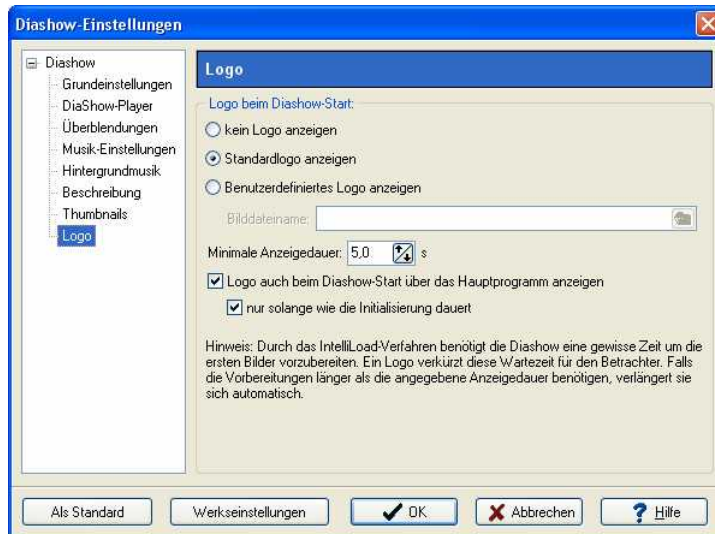 Diashow-Einstellungen
Diashow
Grundeinstellungen
DiaShow-Player
Überblendungen
Musik-Einstellungen
Hintergrundmusik
Beschreibung
Thumbnails
Logo
Logo
Logo beim Diashow-Start:
kein Logo anzeigen
Standardlogo anzeigen
Benutzerdefiniertes Logo anzeigen
Bilddateiname:
Minimale Anzeigedauer: 5,0 s
Logo auch beim Diashow-Start über das Hauptprogramm anzeigen
nur solange wie die Initialisierung dauert
Hinweis: Durch das IntelliLoad-Verfahren benötigt die Diashow eine gewisse Zeit um die
ersten Bilder vorzubereiten. Ein Logo verkürzt diese Wartezeit für den Betrachter. Falls
die Vorbereitungen länger als die angegebene Anzeigedauer benötigen, verlängert sie
sich automatisch.
Als Standard
Werkseinstellungen
OK
Abbrechen
Hilfe